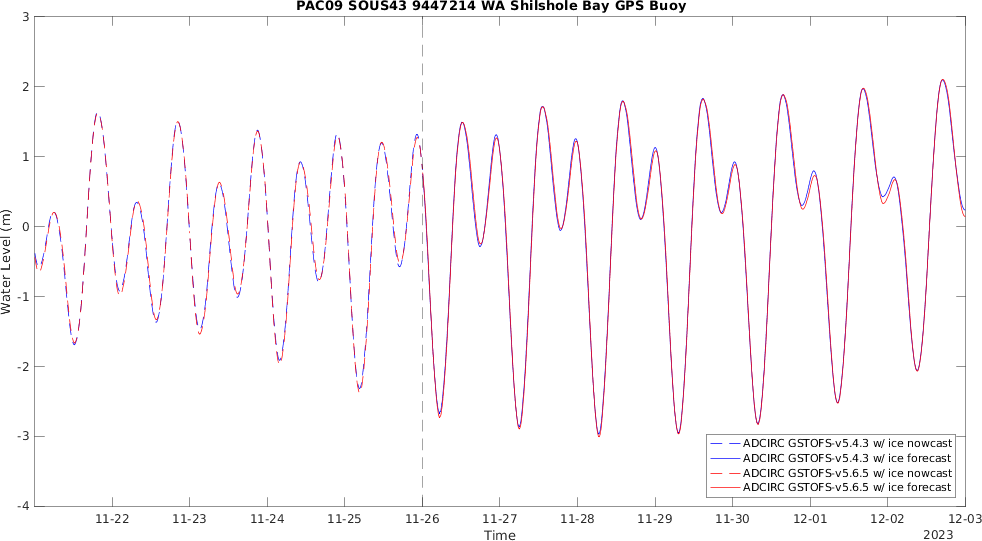 PAC09 SOUS43 9447214 WA Shilshole Bay GPS Buoy
3
2
1
0
-1
-2
-3
-4
Water Level (m)
ADCIRC GSTOFS-v5.4.3 w/ ice nowcast
ADCIRC GSTOFS-v5.4.3 w/ ice forecast
ADCIRC GSTOFS-v5.6.5 w/ ice nowcast
ADCIRC GSTOFS-v5.6.5 w/ ice forecast
11-22 11-23 11-24 11-25 11-26 11-27 11-28 11-29 11-30 12-01 12-02 12-03
Time
2023